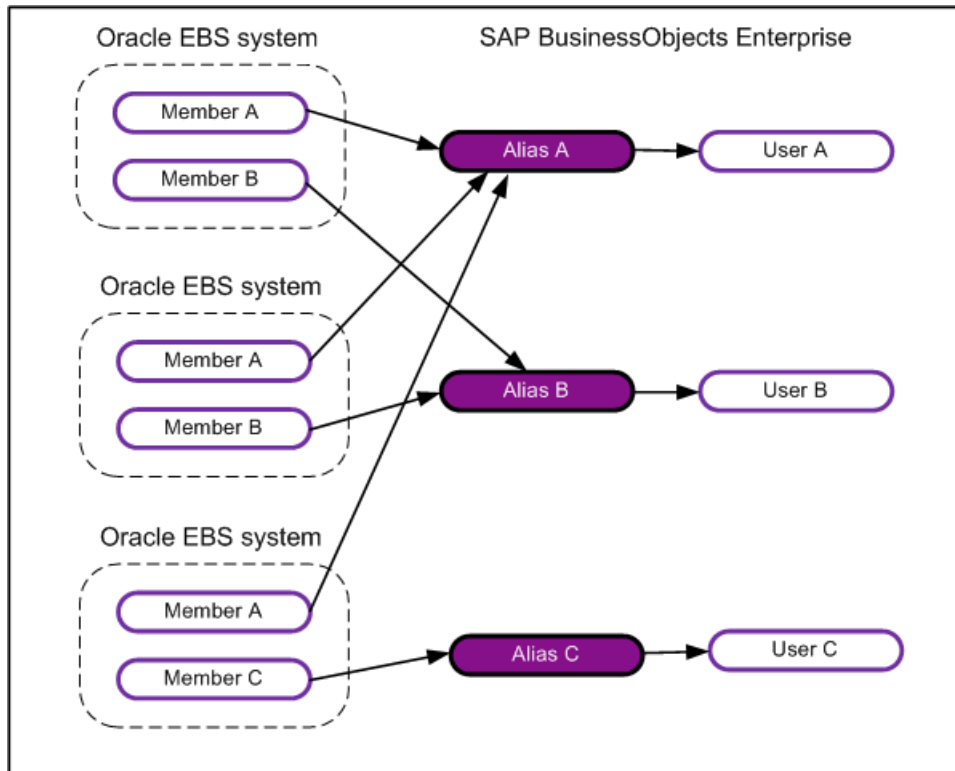 Oracle EBS system
SAP BusinessObjects Enterprise
Member A
Member B
Alias A
User A
Oracle EBS system
Member A
Member B
Alias B
User B
Oracle EBS system
Member A
Member C
Alias C
User C